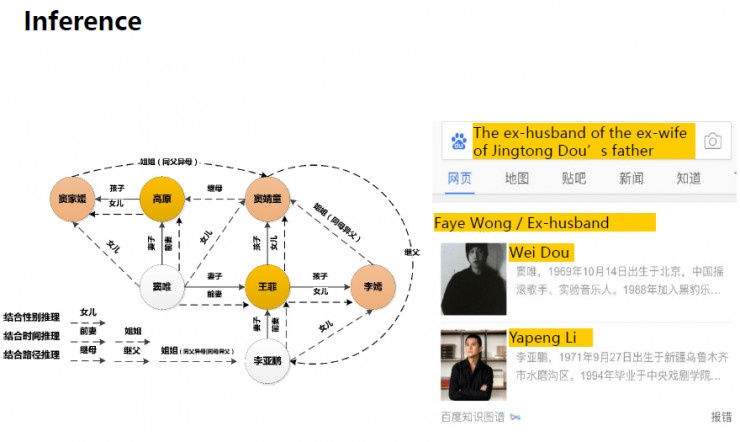 Inference
姐姐（同父异母）
窦家媛
孩子
女儿
高原
继母
窦靖童
姐姐（同母异父）
继父
女儿
妻子
前妻
女儿
孩子
女儿
窦唯
妻子
前妻
王菲
孩子
女儿
李嫣
妻子
前妻
女儿
李亚鹏
结合性别推理
女儿
结合时间推理
前妻
姐姐
结合路径推理
继母
继父
姐姐（同父异母|同母异父）
The ex-husband of the ex-wife
of Jingtong Dou's father
网页
地图
贴吧
新闻
知道
Faye Wong / Ex-husband
Wei Dou
窦唯，1969年10月14日出生于北京，中国摇
滚歌手、实验音乐人。1988年加入黑豹乐...
Yapeng Li
李亚鹏，1971年9月27日出生于新疆乌鲁木齐
市水磨沟区。1994年毕业于中央戏剧学院...
百度知识图谱
报错